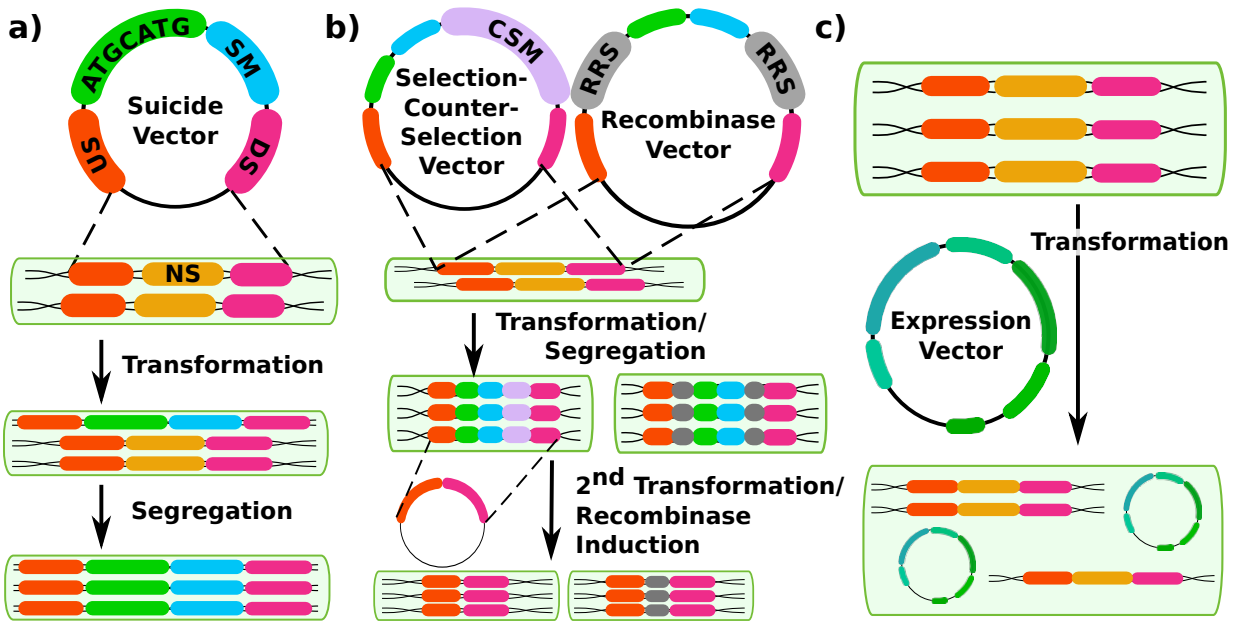 a)
ATGCATG
SM
US
DS
Suicide
Vector
NS
Transformation
Segregation
b)
CSM
Selection-
Counter-
Selection
Vector
RRS
RRS
Recombinase
Vector
Transformation/
Segregation
2nd Transformation/
Recombinase
Induction
c)
Transformation
Expression
Vector